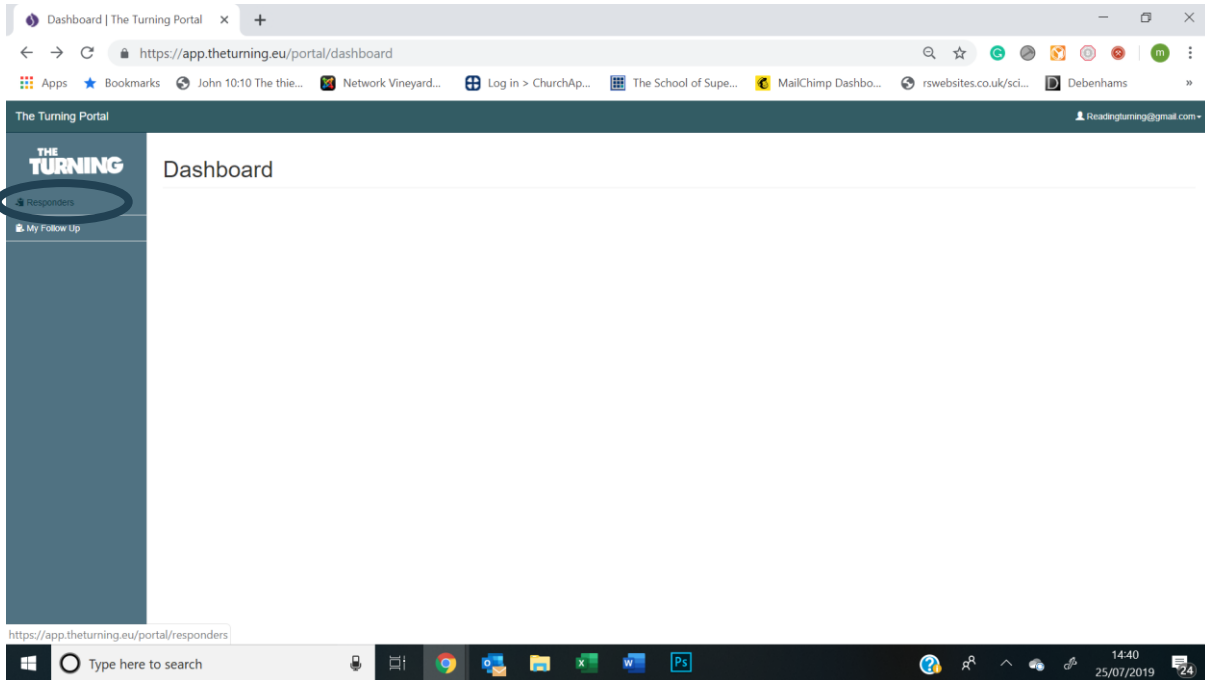 Dashboard | The Turning Portal
https://app.theturning.eu/portal/dashboard
G
m
Apps Bookmarks John 10:10 The thie... Network Vineyard... Log in > ChurchAp... The School of Supe... MailChimp Dashbo... rswebsites.co.uk/sci... D Debenhams »
The Turning Portal Readingturning@gmail.com
THE
TURNING
Dashboard
Responders
My Follow Up
https://app.theturning.eu/portal/responders
Type here to search Ps 14:40
25/07/2019 24